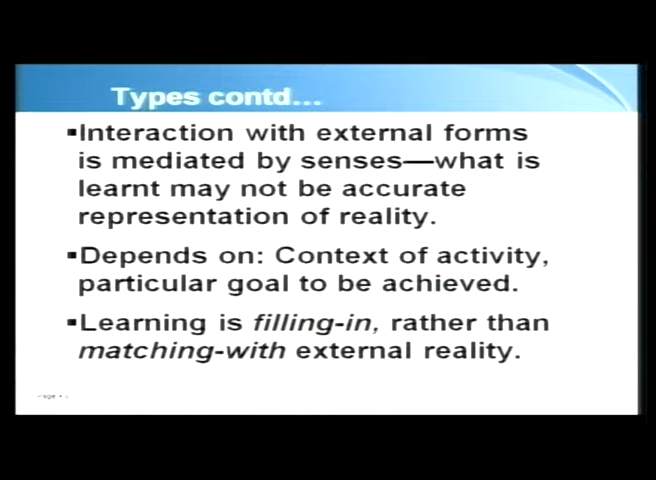 Types contd...
▪Interaction with external forms
is mediated by senses—what is
learnt may not be accurate
representation of reality.
▪Depends on: Context of activity,
particular goal to be achieved.
▪Learning is filling-in, rather than
matching-with external reality.